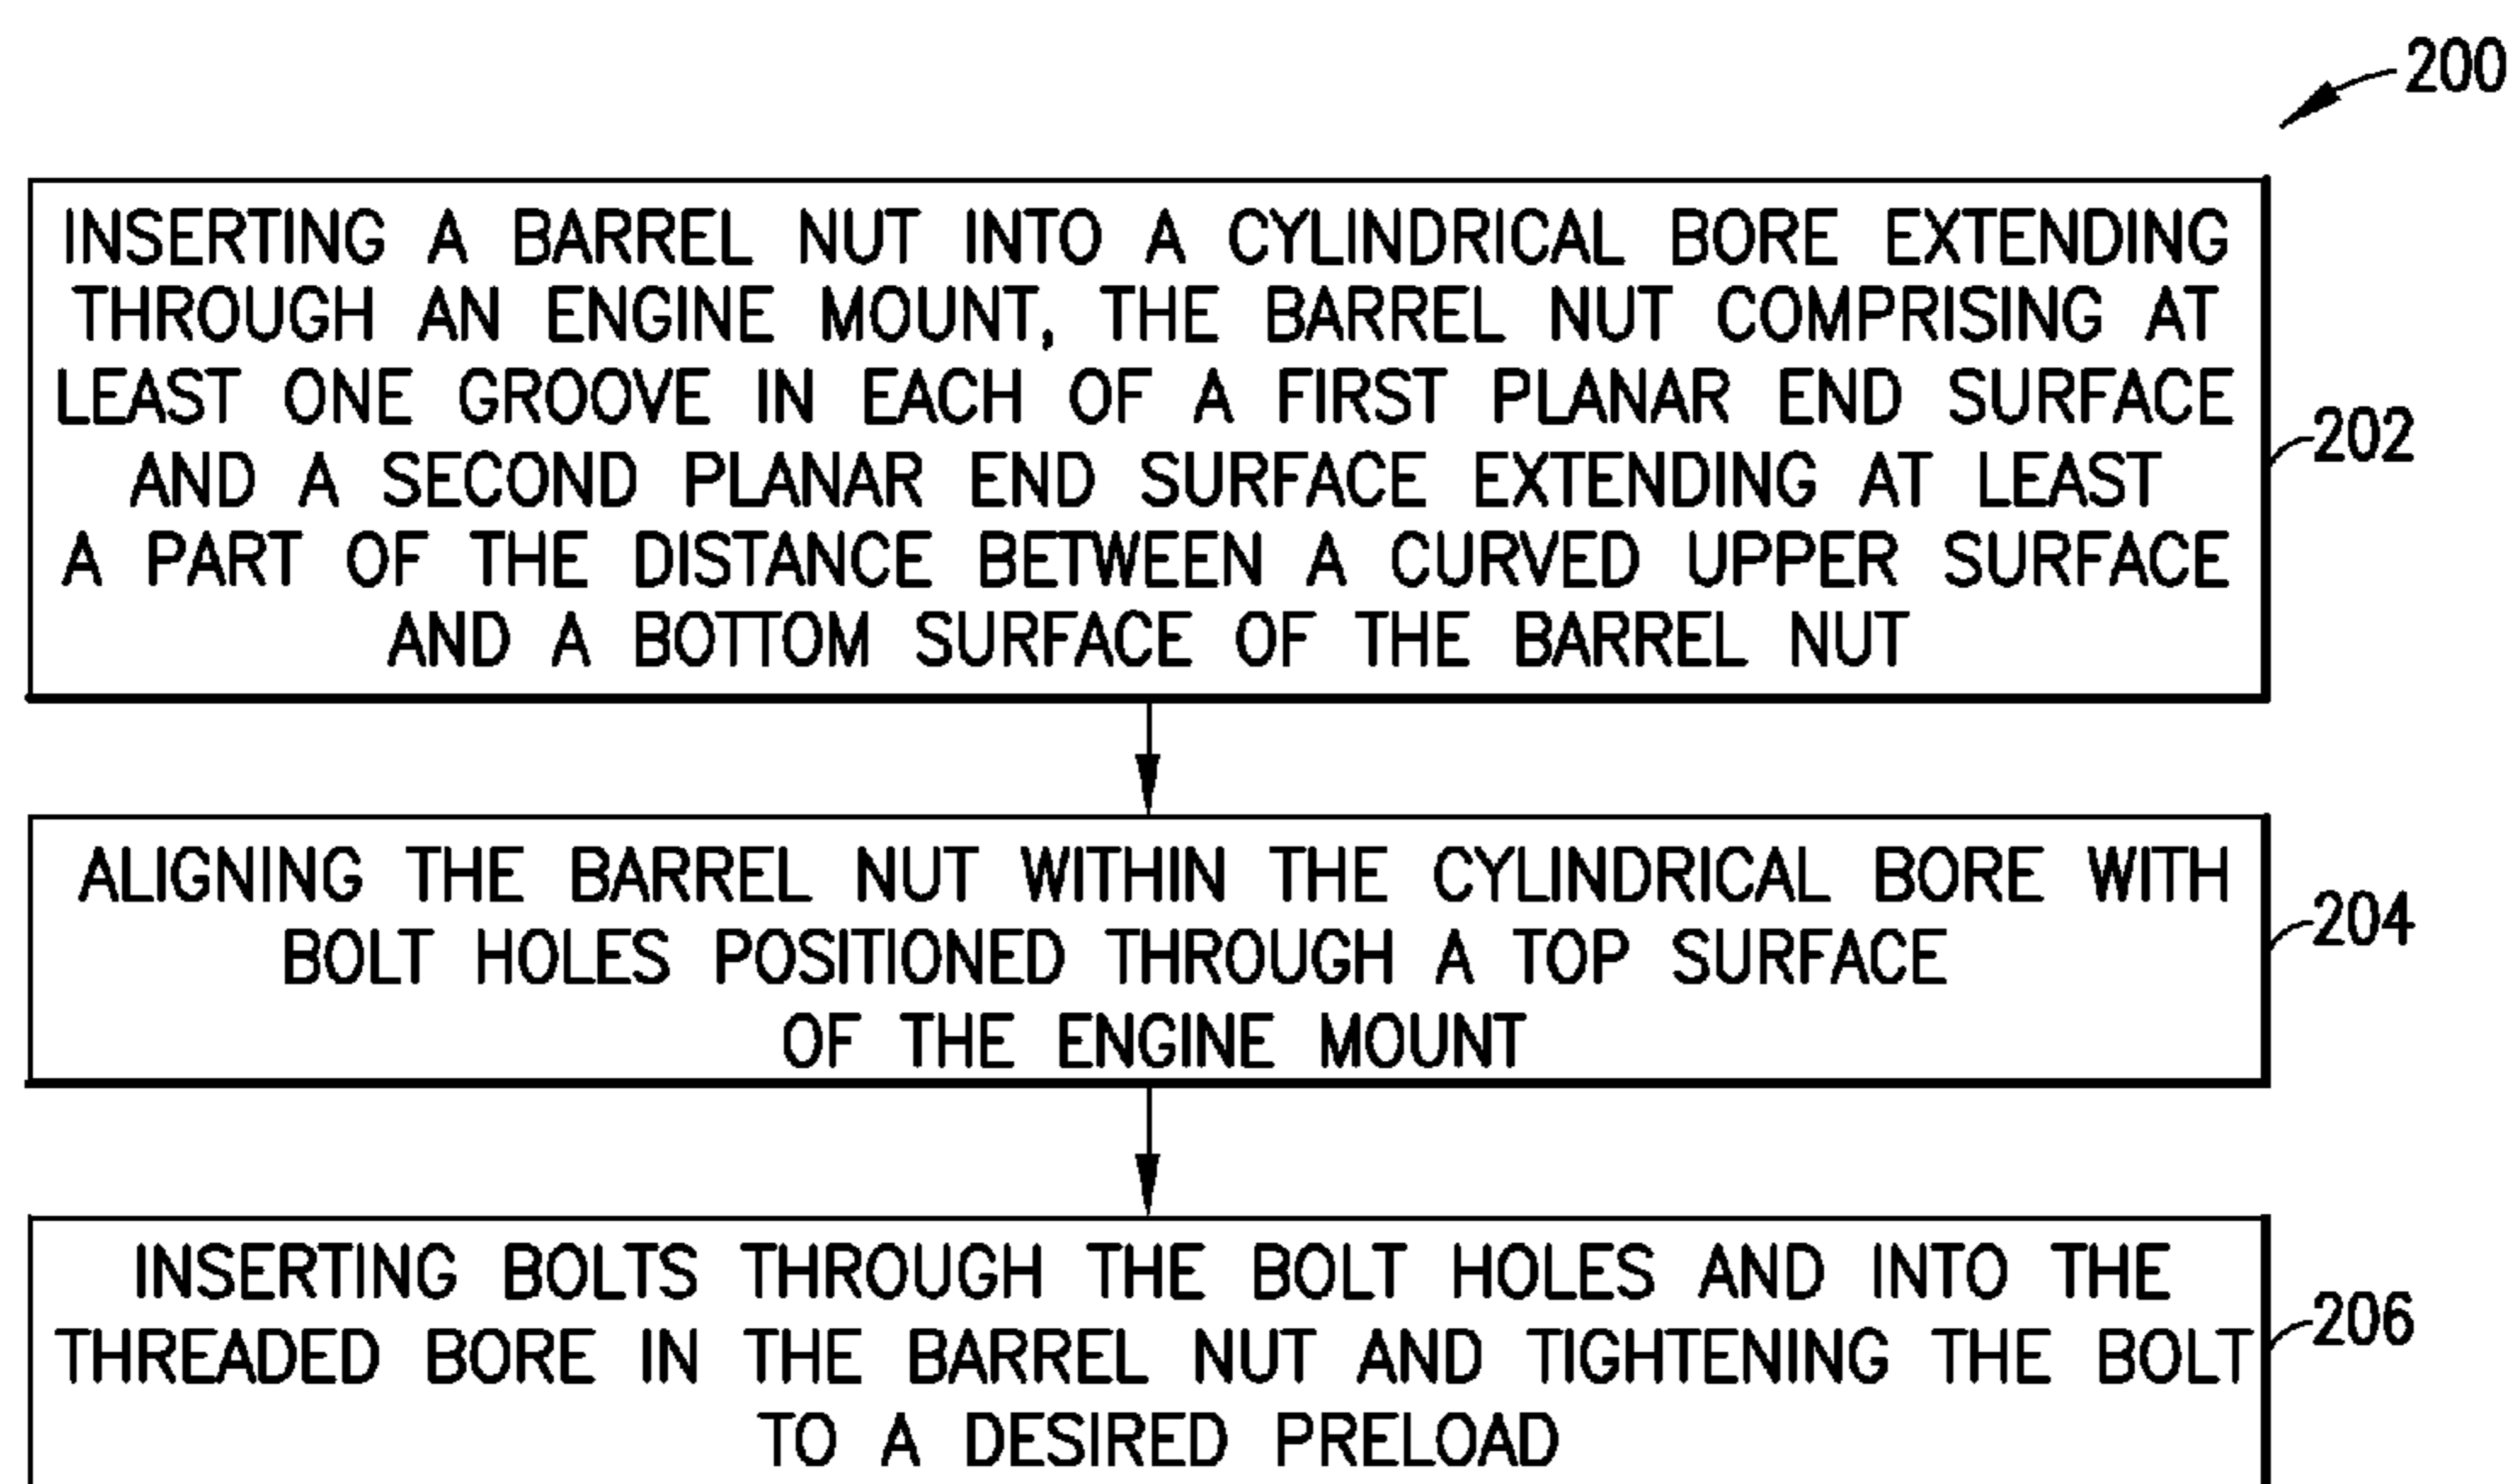 200
INSERTING A BARREL NUT INTO A CYLINDRICAL BORE EXTENDING
THROUGH AN ENGINE MOUNT, THE BARREL NUT COMPRISING AT
LEAST ONE GROOVE IN EACH OF A FIRST PLANAR END SURFACE
AND A SECOND PLANAR END SURFACE EXTENDING AT LEAST
A PART OF THE DISTANCE BETWEEN A CURVED UPPER SURFACE
AND A BOTTOM SURFACE OF THE BARREL NUT
202
ALIGNING THE BARREL NUT WITHIN THE CYLINDRICAL BORE WITH
BOLT HOLES POSITIONED THROUGH A TOP SURFACE
OF THE ENGINE MOUNT
204
INSERTING BOLTS THROUGH THE BOLT HOLES AND INTO THE
THREADED BORE IN THE BARREL NUT AND TIGHTENING THE BOLT
TO A DESIRED PRELOAD
206